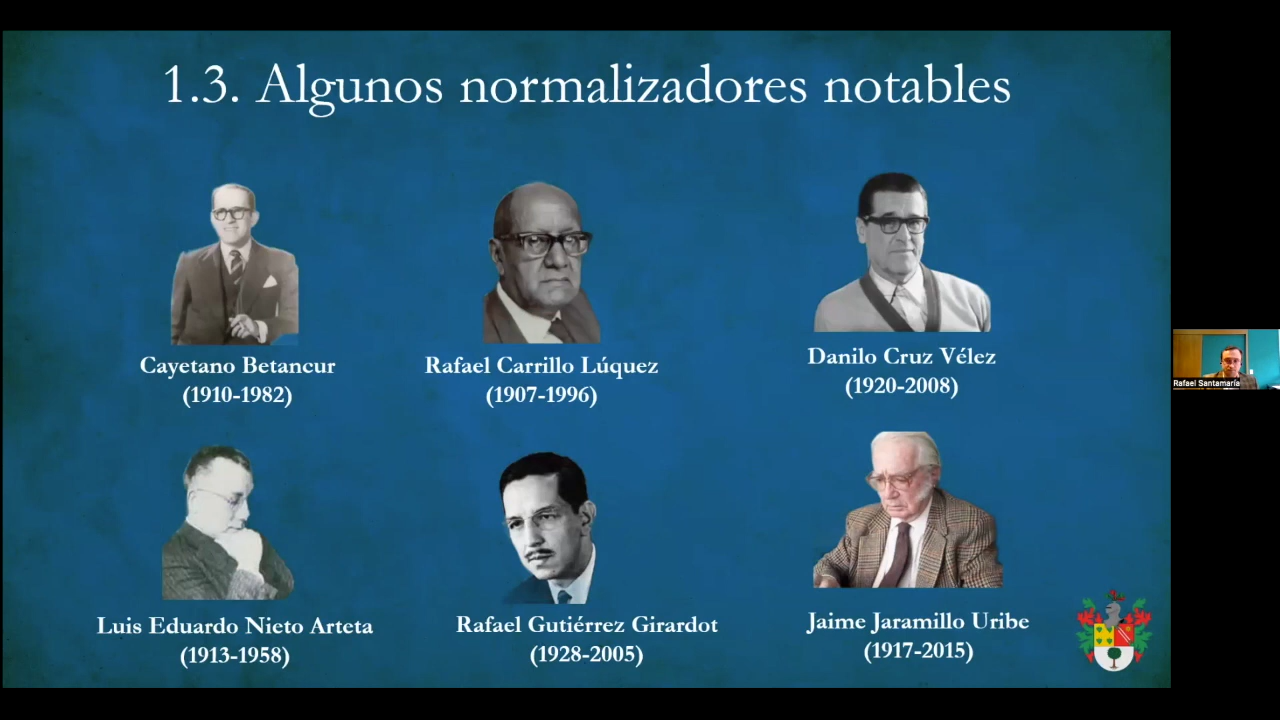 1.3. Algunos normalizadores notables
Cayetano Betancur
(1910-1982)
Rafael Carrillo Lúquez
(1907-1996)
Danilo Cruz Vélez
(1920-2008)
Luis Eduardo Nieto Arteta
(1913-1958)
Rafael Gutiérrez Girardot
(1928-2005)
Jaime Jaramillo Uribe
(1917-2015)
Rafael Santamaría